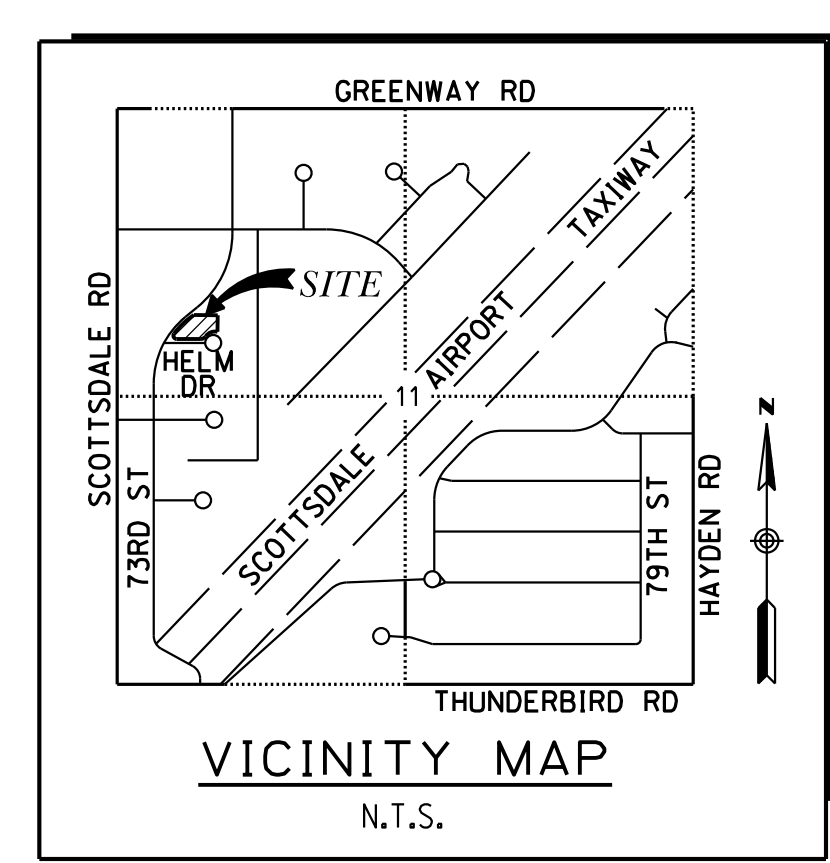 GREENWAY RD
TAXIWAY
SCOTTSDALE RD
SITE
HELM
DR
AIRPORT
11
N
SCOTTSDALE
73RD ST
79TH ST
HAYDEN RD
THUNDERBIRD RD
VICINITY MAP
N.T.S.